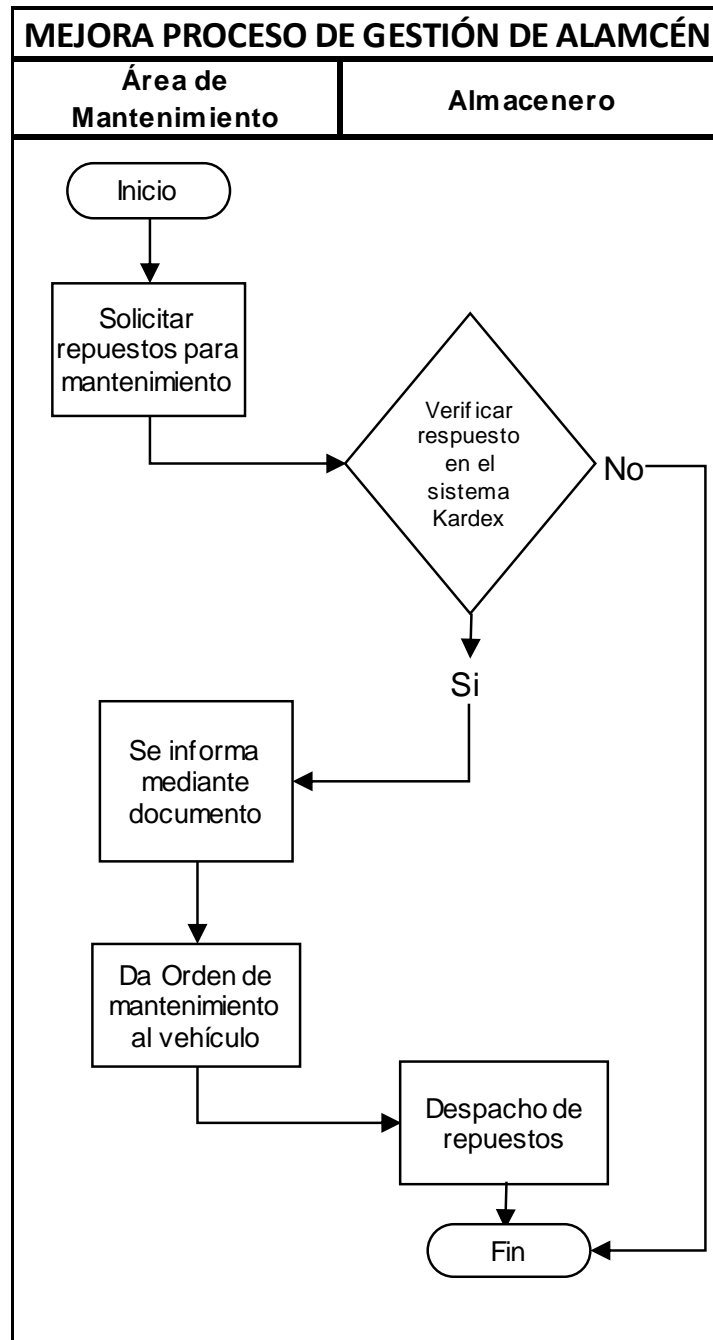 MEJORA PROCESO DE GESTIÓN DE ALAMCÉN
Área de
Mantenimiento
Almacenero
Inicio
Solicitar
repuestos para
mantenimiento
Verificar
respuesto
en el
sistema
Kardex
No
Si
Se informa
mediante
documento
Da Orden de
mantenimiento
al vehículo
Despacho de
repuestos
Fin